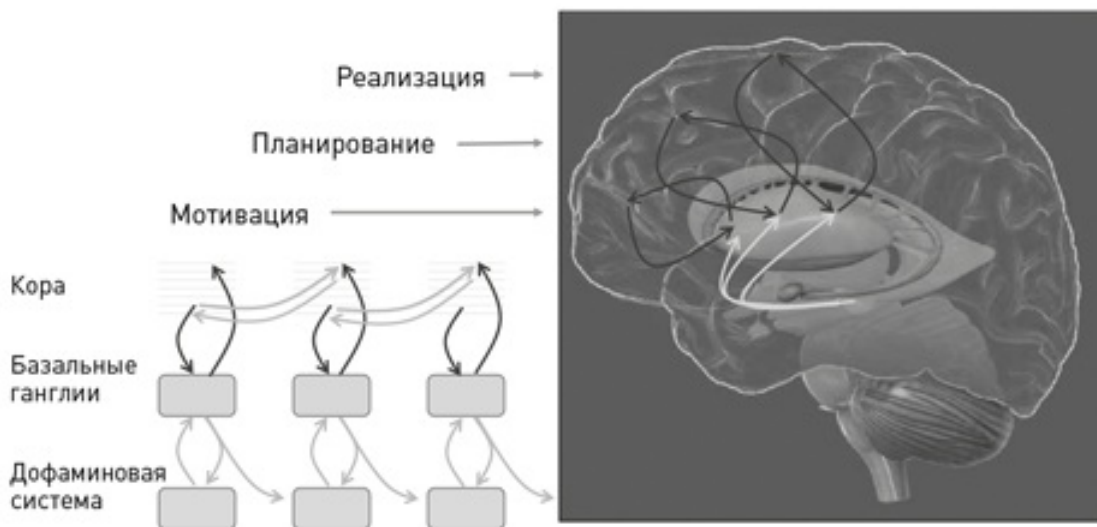 Реализация
Планирование
Мотивация
Кора
Базальные
ганглии
Дофаминовая
система